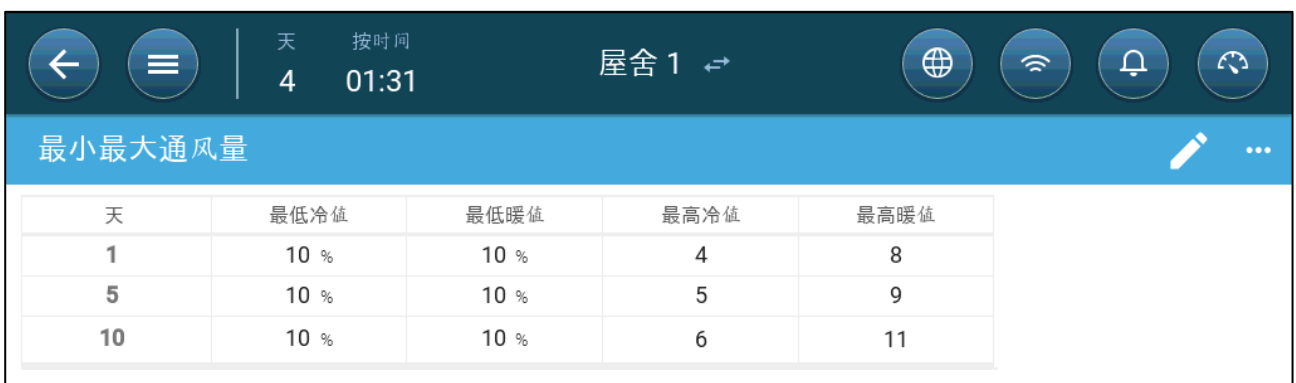 天 按时间
4 01:31 屋舍 1
最小最大通风量
天 最低冷值 最低暖值 最高冷值 最高暖值
1 10 % 10 % 4 8
5 10 % 10 % 5 9
10 10 % 10 % 6 11